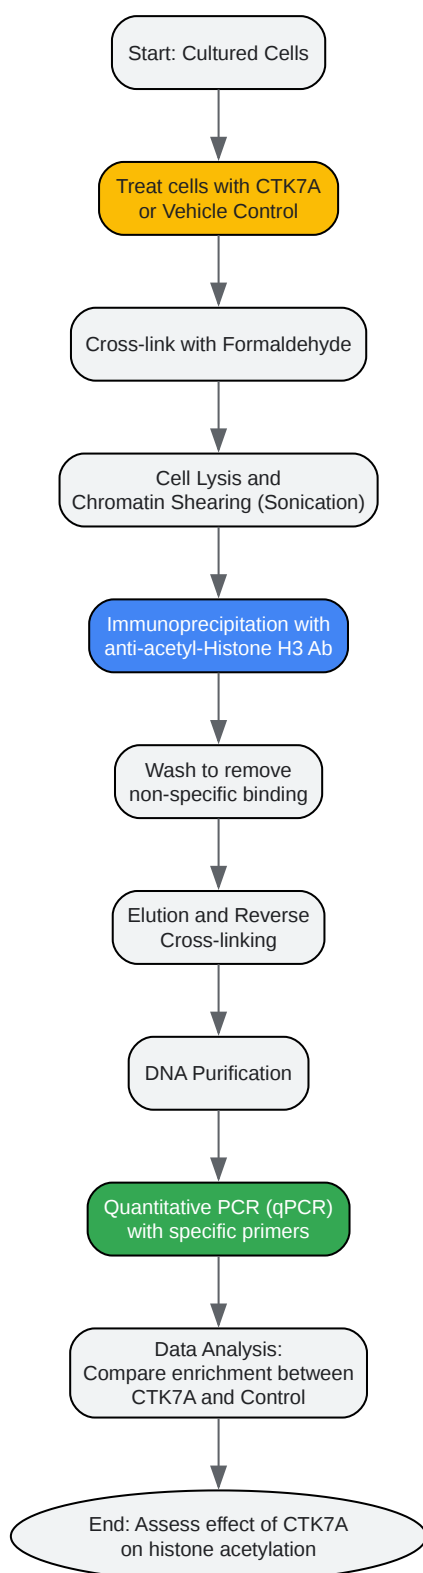 Start: Cultured Cells
Treat cells with CTK7A
or Vehicle Control
Cross-link with Formaldehyde
Cell Lysis and
Chromatin Shearing (Sonication)
Immunoprecipitation with
anti-acetyl-Histone H3 Ab
Wash to remove
non-specific binding
Elution and Reverse
Cross-linking
DNA Purification
Quantitative PCR (qPCR)
with specific primers
Data Analysis:
Compare enrichment between
CTK7A and Control
End: Assess effect of CTK7A
on histone acetylation